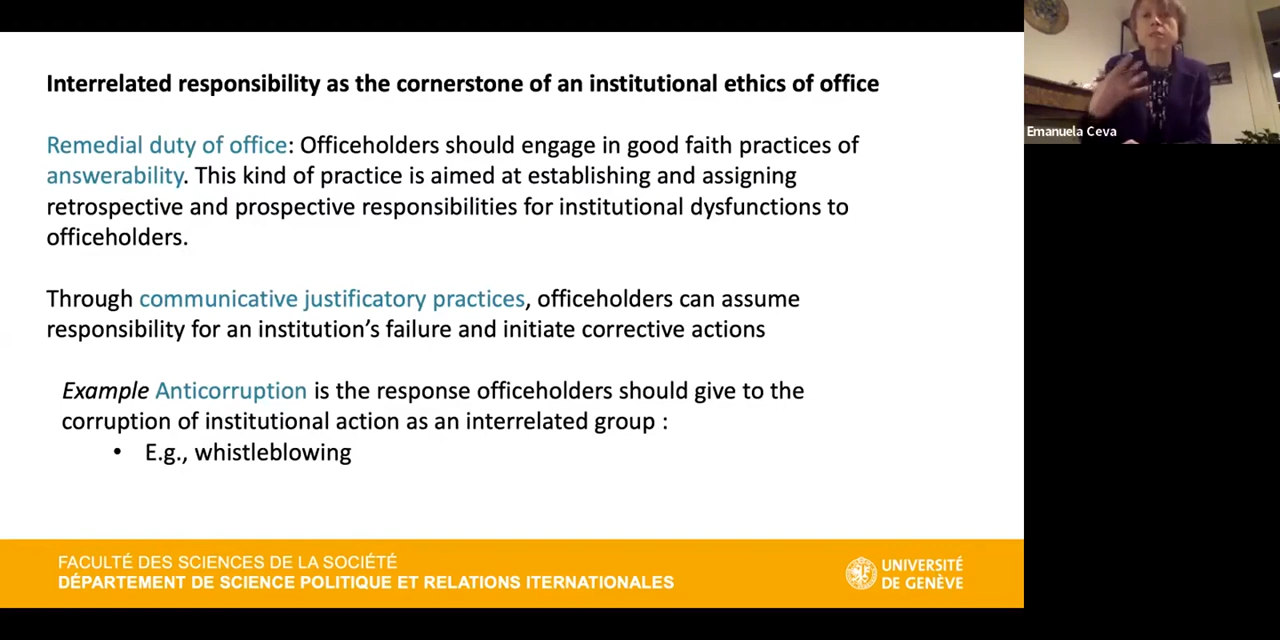 Interrelated responsibility as the cornerstone of an institutional ethics of office
Remedial duty of office: Officeholders should engage in good faith practices of
answerability. This kind of practice is aimed at establishing and assigning
retrospective and prospective responsibilities for institutional dysfunctions to
officeholders.
Through communicative justificatory practices, officeholders can assume
responsibility for an institution's failure and initiate corrective actions
Example Anticorruption is the response officeholders should give to the
corruption of institutional action as an interrelated group :
• E.g., whistleblowing
FACULTÉ DES SCIENCES DE LA SOCIÉTÉ
DÉPARTEMENT DE SCIENCE POLITIQUE ET RELATIONS ITERNATIONALES
UNIVERSITÉ
DE GENÈVE
Emanuela Ceva